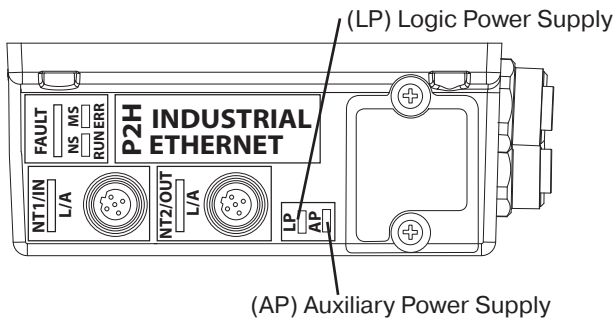 (LP) Logic Power Supply
FAULT
NS MS
RUN ERR
P2H
INDUSTRIAL
ETHERNET
NT1/IN
L/A
NT2/OUT
L/A
LP
AP
(AP) Auxiliary Power Supply